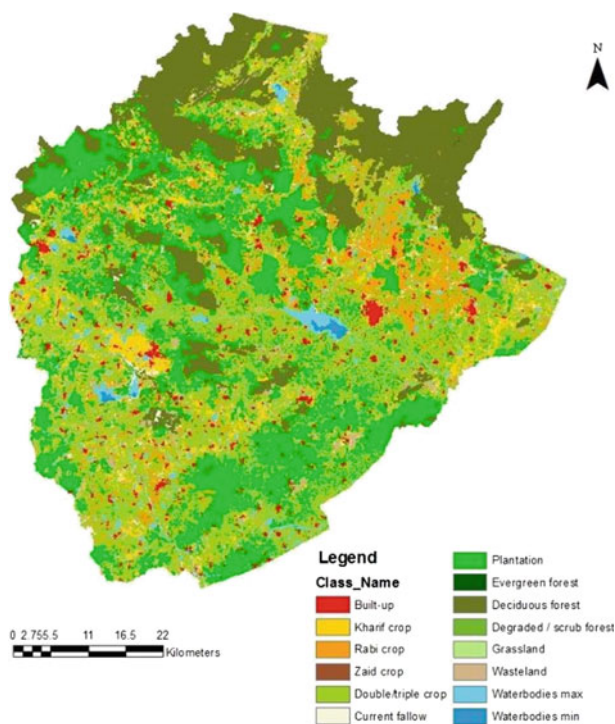 N
Legend
Class_Name
Built-up
Kharif crop
Rabi crop
Zaid crop
Double/triple crop
Current fallow
Plantation
Evergreen forest
Deciduous forest
Degraded / scrub forest
Grassland
Wasteland
Waterbodies max
Waterbodies min
0 2.755.5 11 16.5 22
Kilometers